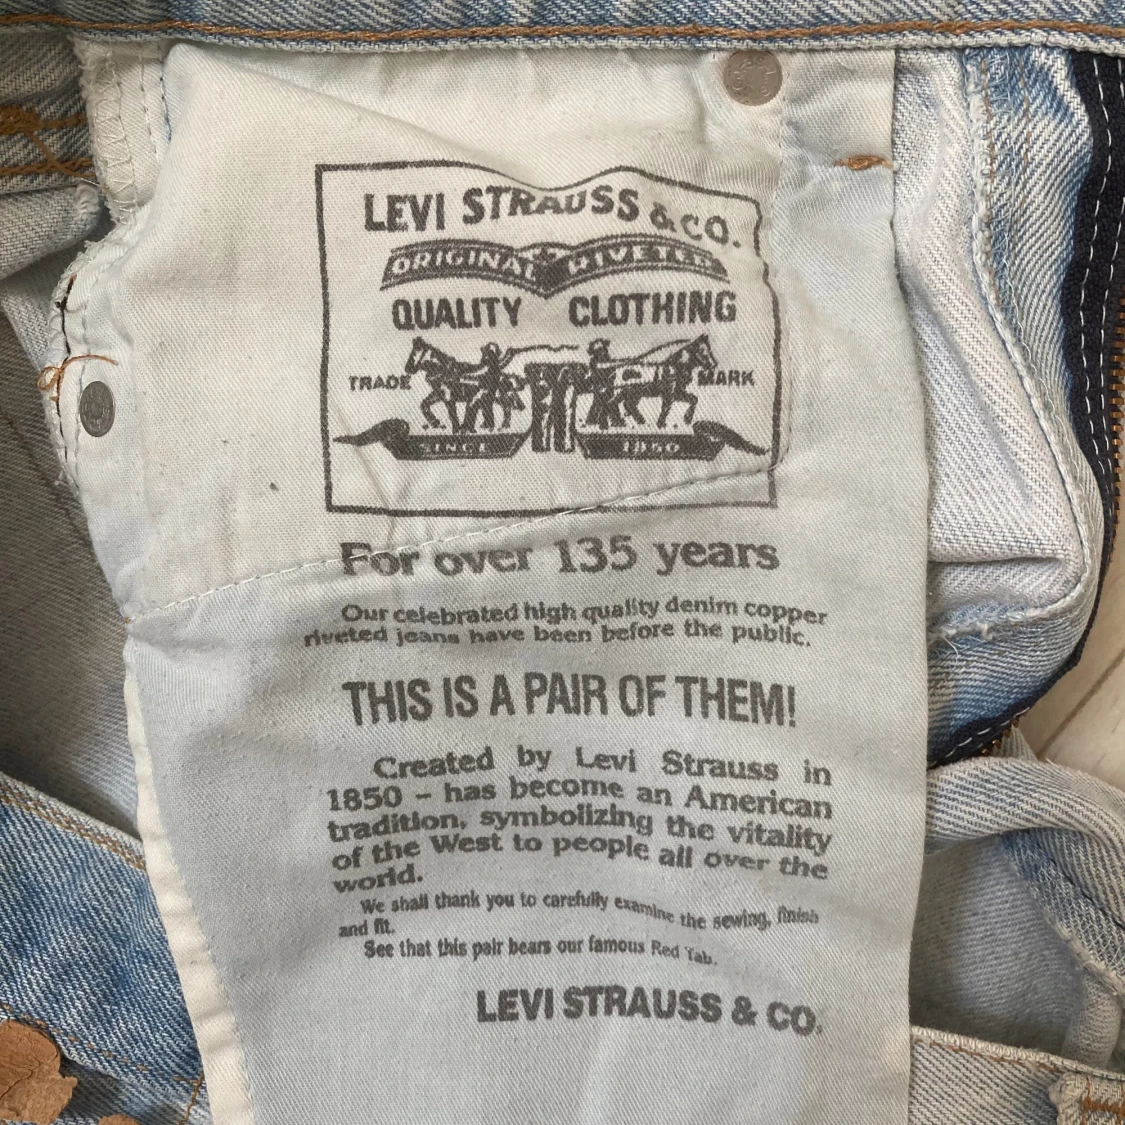 LEVI STRAUSS & CO.
ORIGINAL RIVETED
QUALITY CLOTHING
TRADE MARK
SINCE 1850
For over 135 years
Our celebrated high quality denim copper
riveted jeans have been before the public.
THIS IS A PAIR OF THEM!
Created by Levi Strauss in
1850 – has become an American
tradition, symbolizing the vitality
of the West to people all over the
world.
We shall thank you to carefully examine the sewing, finish
and fit.
See that this pair bears our famous Red Tab.
LEVI STRAUSS & CO.